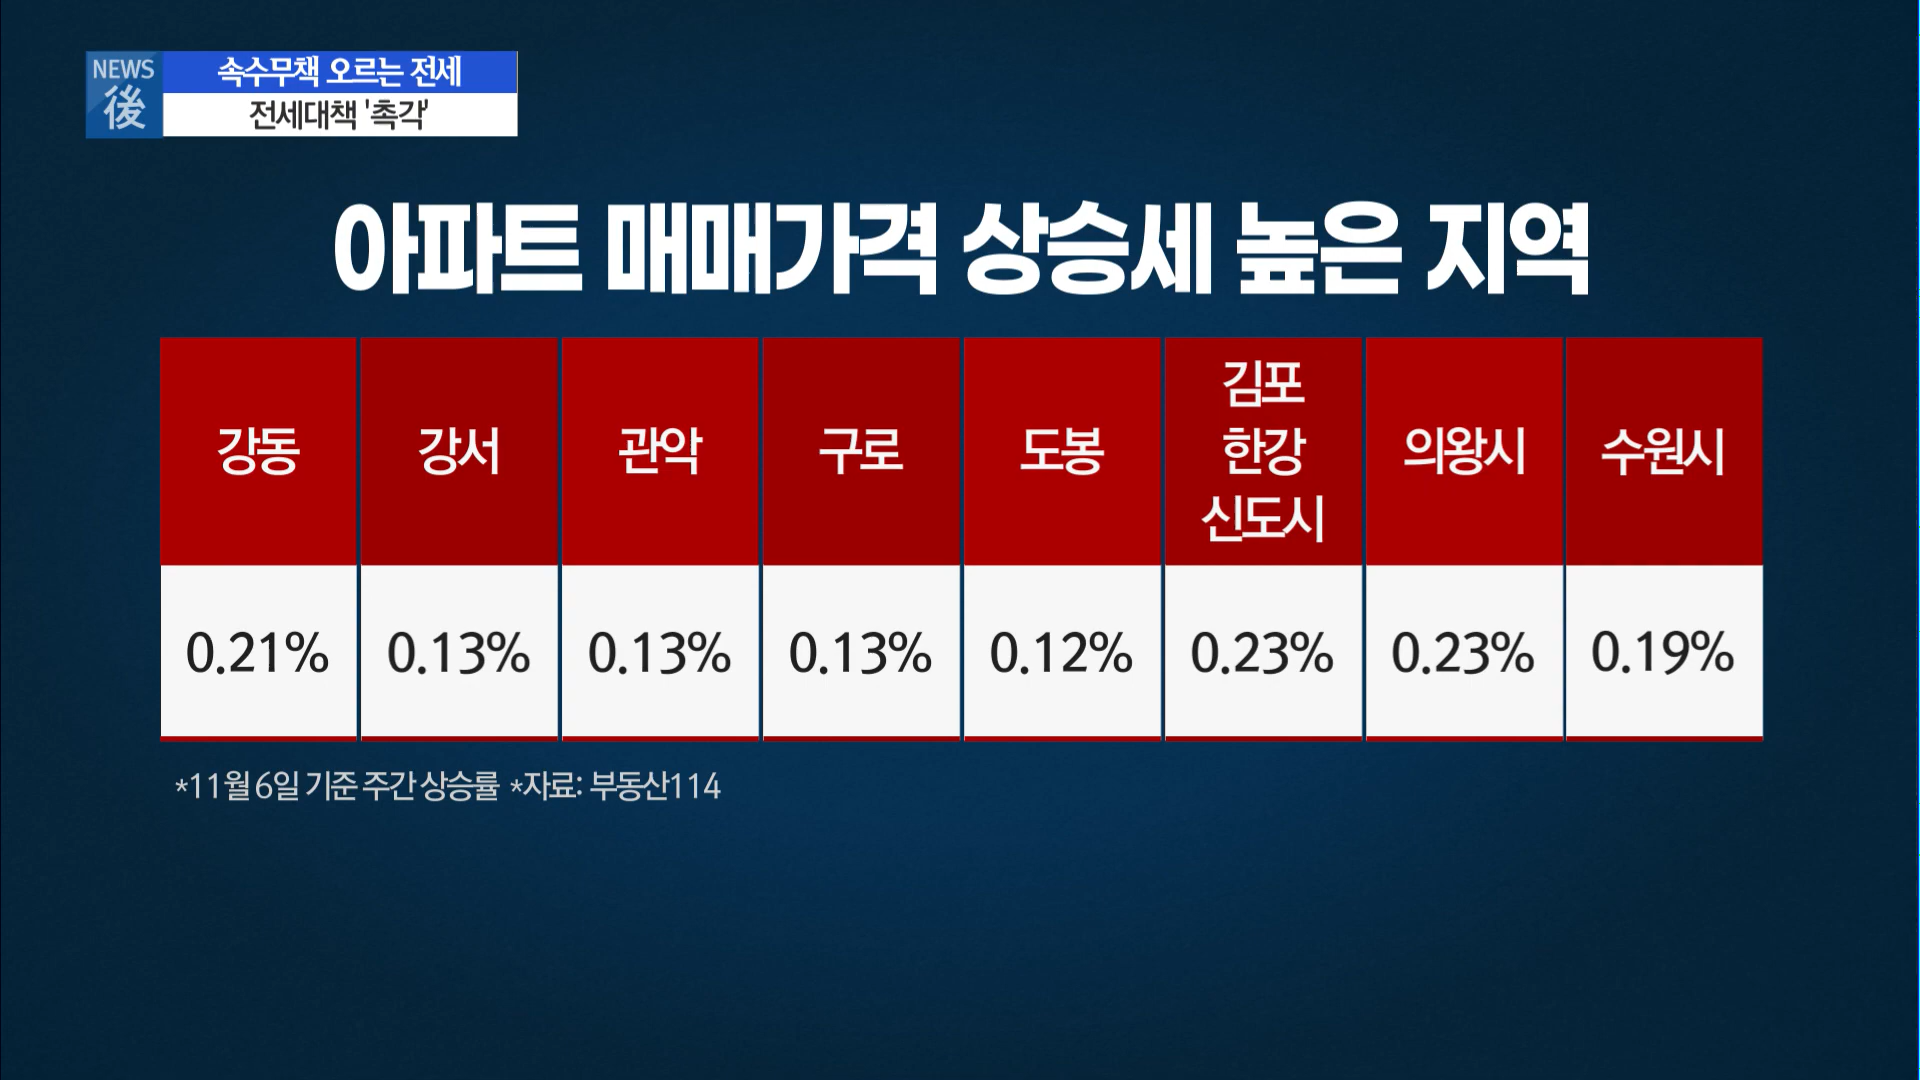 NEWS
後
속수무책 오르는 전세
전세대책 '촉각'
아파트 매매가격 상승세 높은 지역
강동 강서 관악 구로 도봉 김포 한강 신도시 의왕시 수원시
0.21% 0.13% 0.13% 0.13% 0.12% 0.23% 0.23% 0.19%
*11월 6일 기준 주간 상승률 *자료: 부동산114